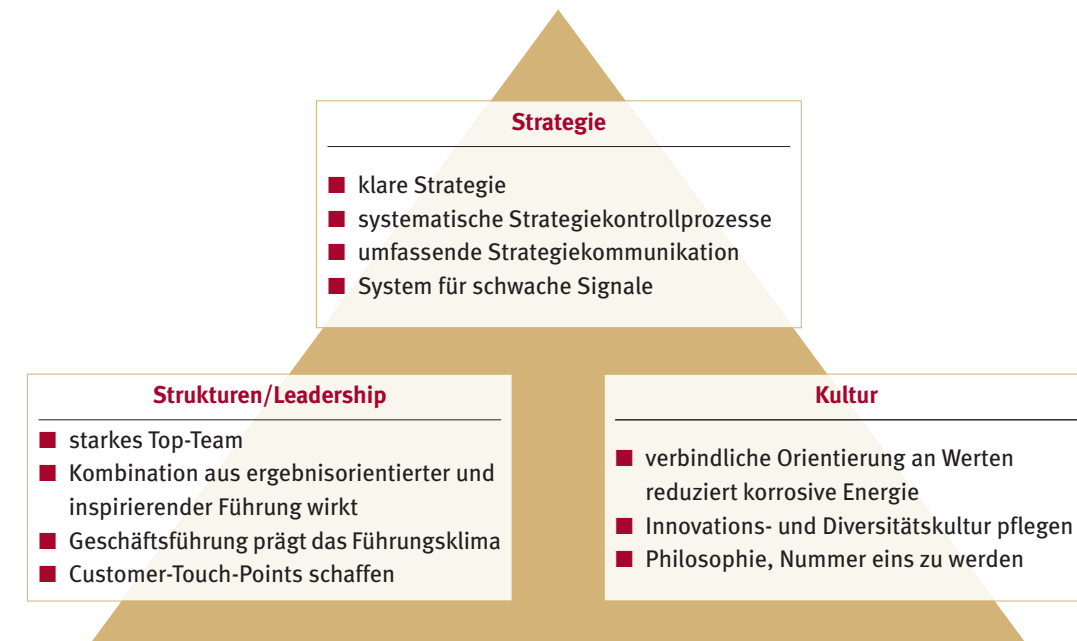 Strategie
klare Strategie
systematische Strategiekontrollprozesse
umfassende Strategiekommunikation
System für schwache Signale
Strukturen/Leadership
starkes Top-Team
Kombination aus ergebnisorientierter und
inspirierender Führung wirkt
Geschäftsführung prägt das Führungsklima
Customer-Touch-Points schaffen
Kultur
verbindliche Orientierung an Werten
reduziert korrosive Energie
Innovations- und Diversitätskultur pflegen
Philosophie, Nummer eins zu werden